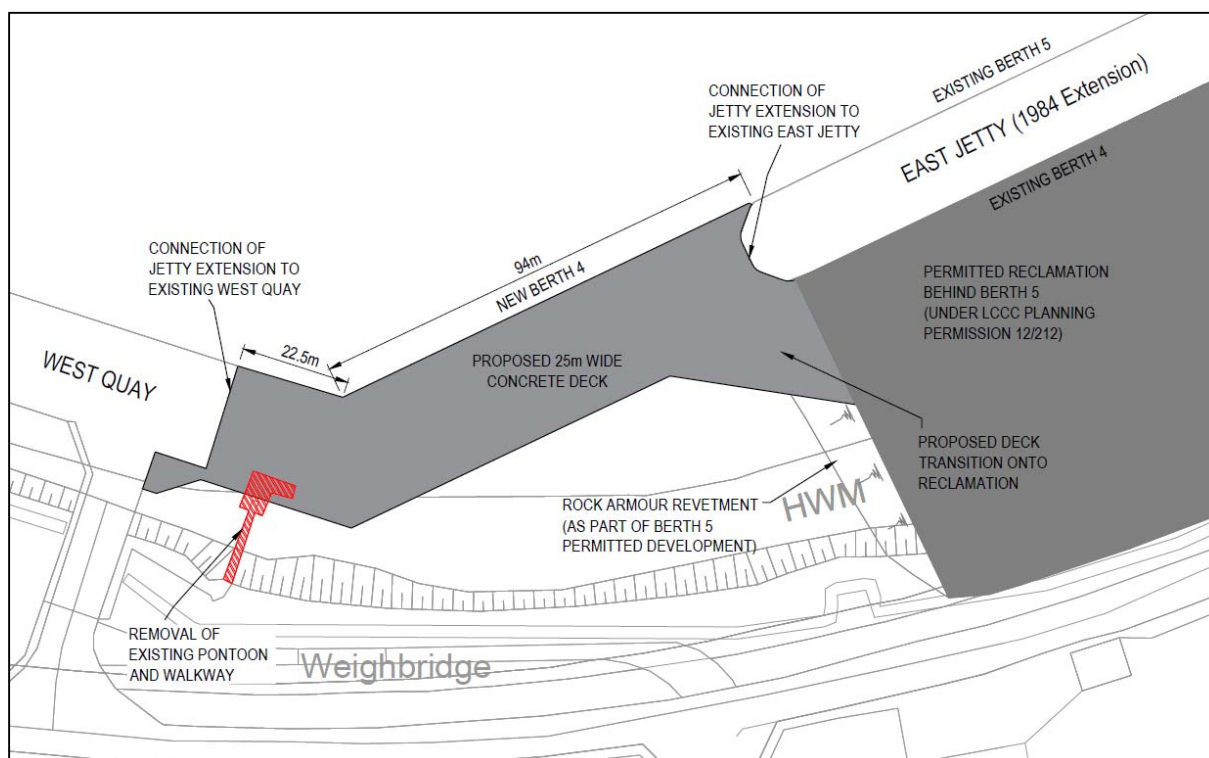 EXISTING BERTH 5
CONNECTION OF
JETTY EXTENSION TO
EXISTING EAST JETTY
EAST JETTY (1984 Extension)
EXISTING BERTH 4
CONNECTION OF
JETTY EXTENSION TO
EXISTING WEST QUAY
94m
NEW BERTH 4
PERMITTED RECLAMATION
BEHIND BERTH 5
(UNDER LCCC PLANNING
PERMISSION 12/212)
WEST QUAY
22.5m
PROPOSED 25m WIDE
CONCRETE DECK
PROPOSED DECK
TRANSITION ONTO
RECLAMATION
ROCK ARMOUR REVETMENT
(AS PART OF BERTH 5
PERMITTED DEVELOPMENT)
HWM
REMOVAL OF
EXISTING PONTOON
AND WALKWAY
Weighbridge